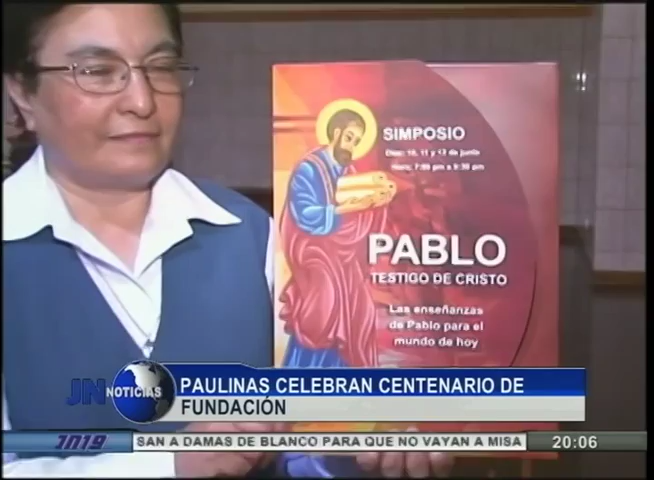 SIMPOSIO
Días: 10, 11 y 12 de junio
Hora: 7:00 pm a 9:30 pm
PABLO
TESTIGO DE CRISTO
Las enseñanzas
de Pablo para el
mundo de hoy
JN NOTICIAS
PAULINAS CELEBRAN CENTENARIO DE
FUNDACIÓN
JN19
SAN A DAMAS DE BLANCO PARA QUE NO VAYAN A MISA
20:06